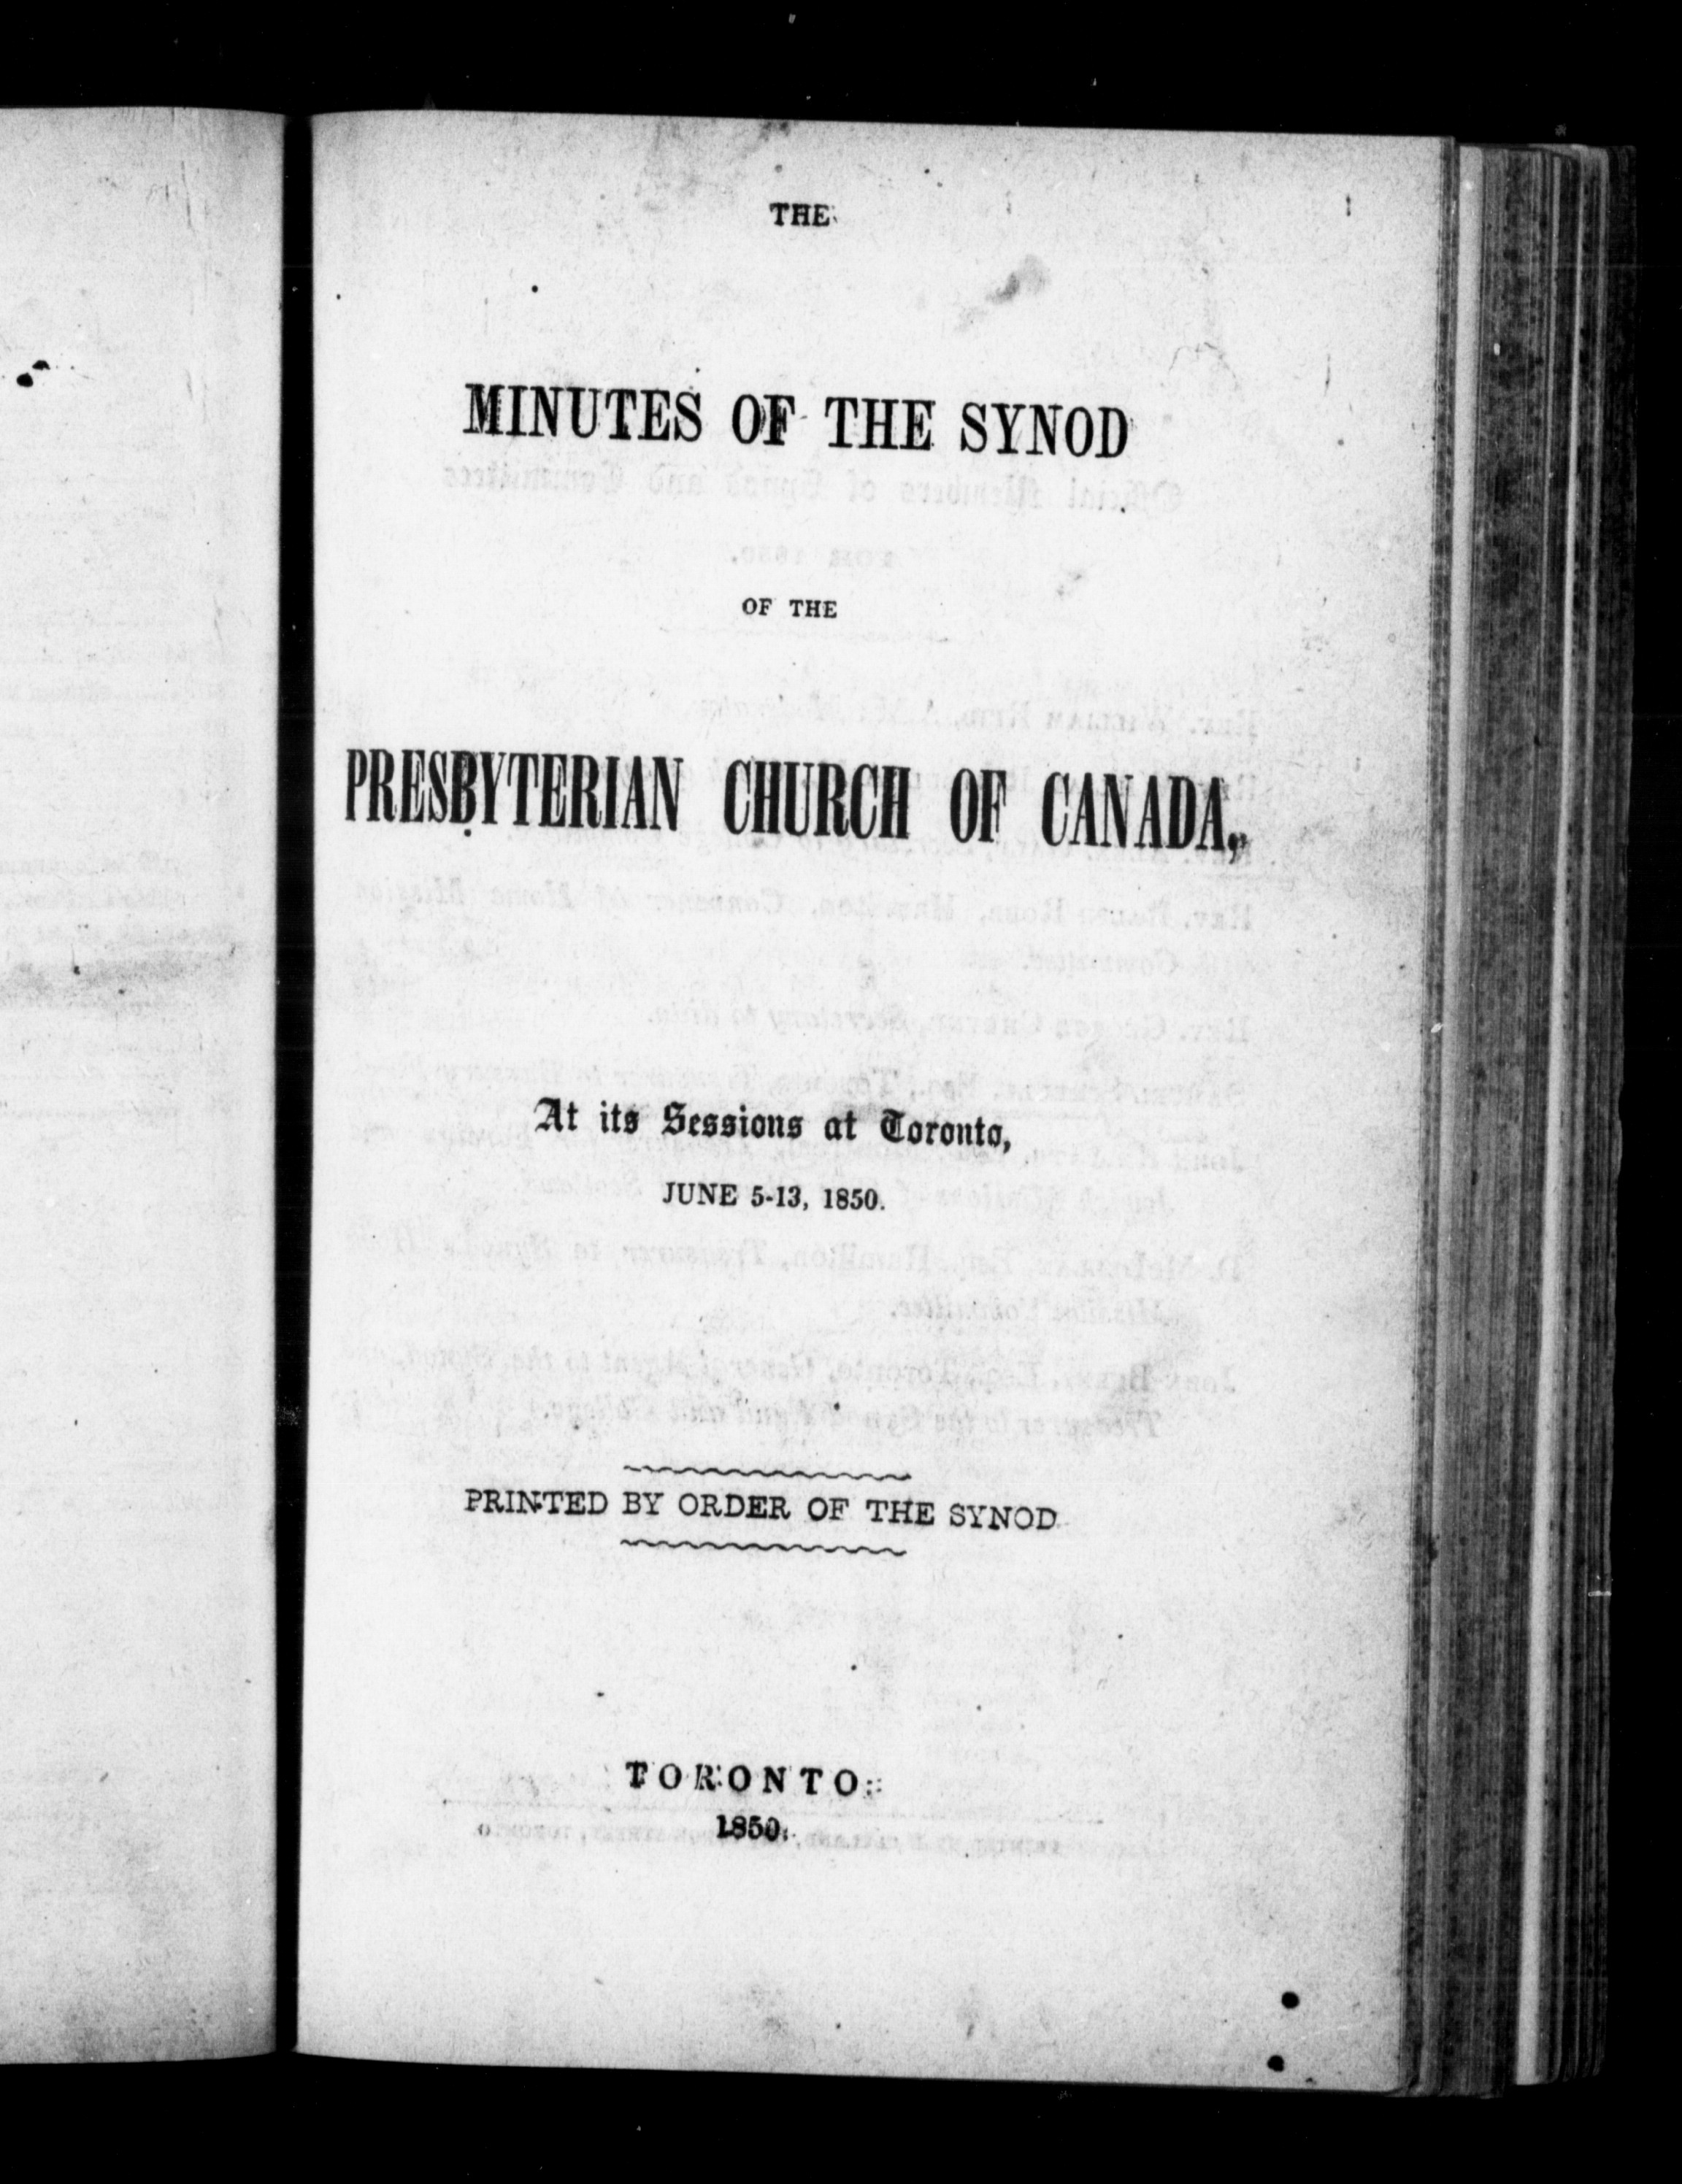 THE
MINUTES OF THE SYNOD
OF THE
PRESBYTERIAN CHURCH OF CANADA,
At its Sessions at Toronto,
JUNE 5-13, 1850.
PRINTED BY ORDER OF THE SYNOD
TORONTO:
1850.